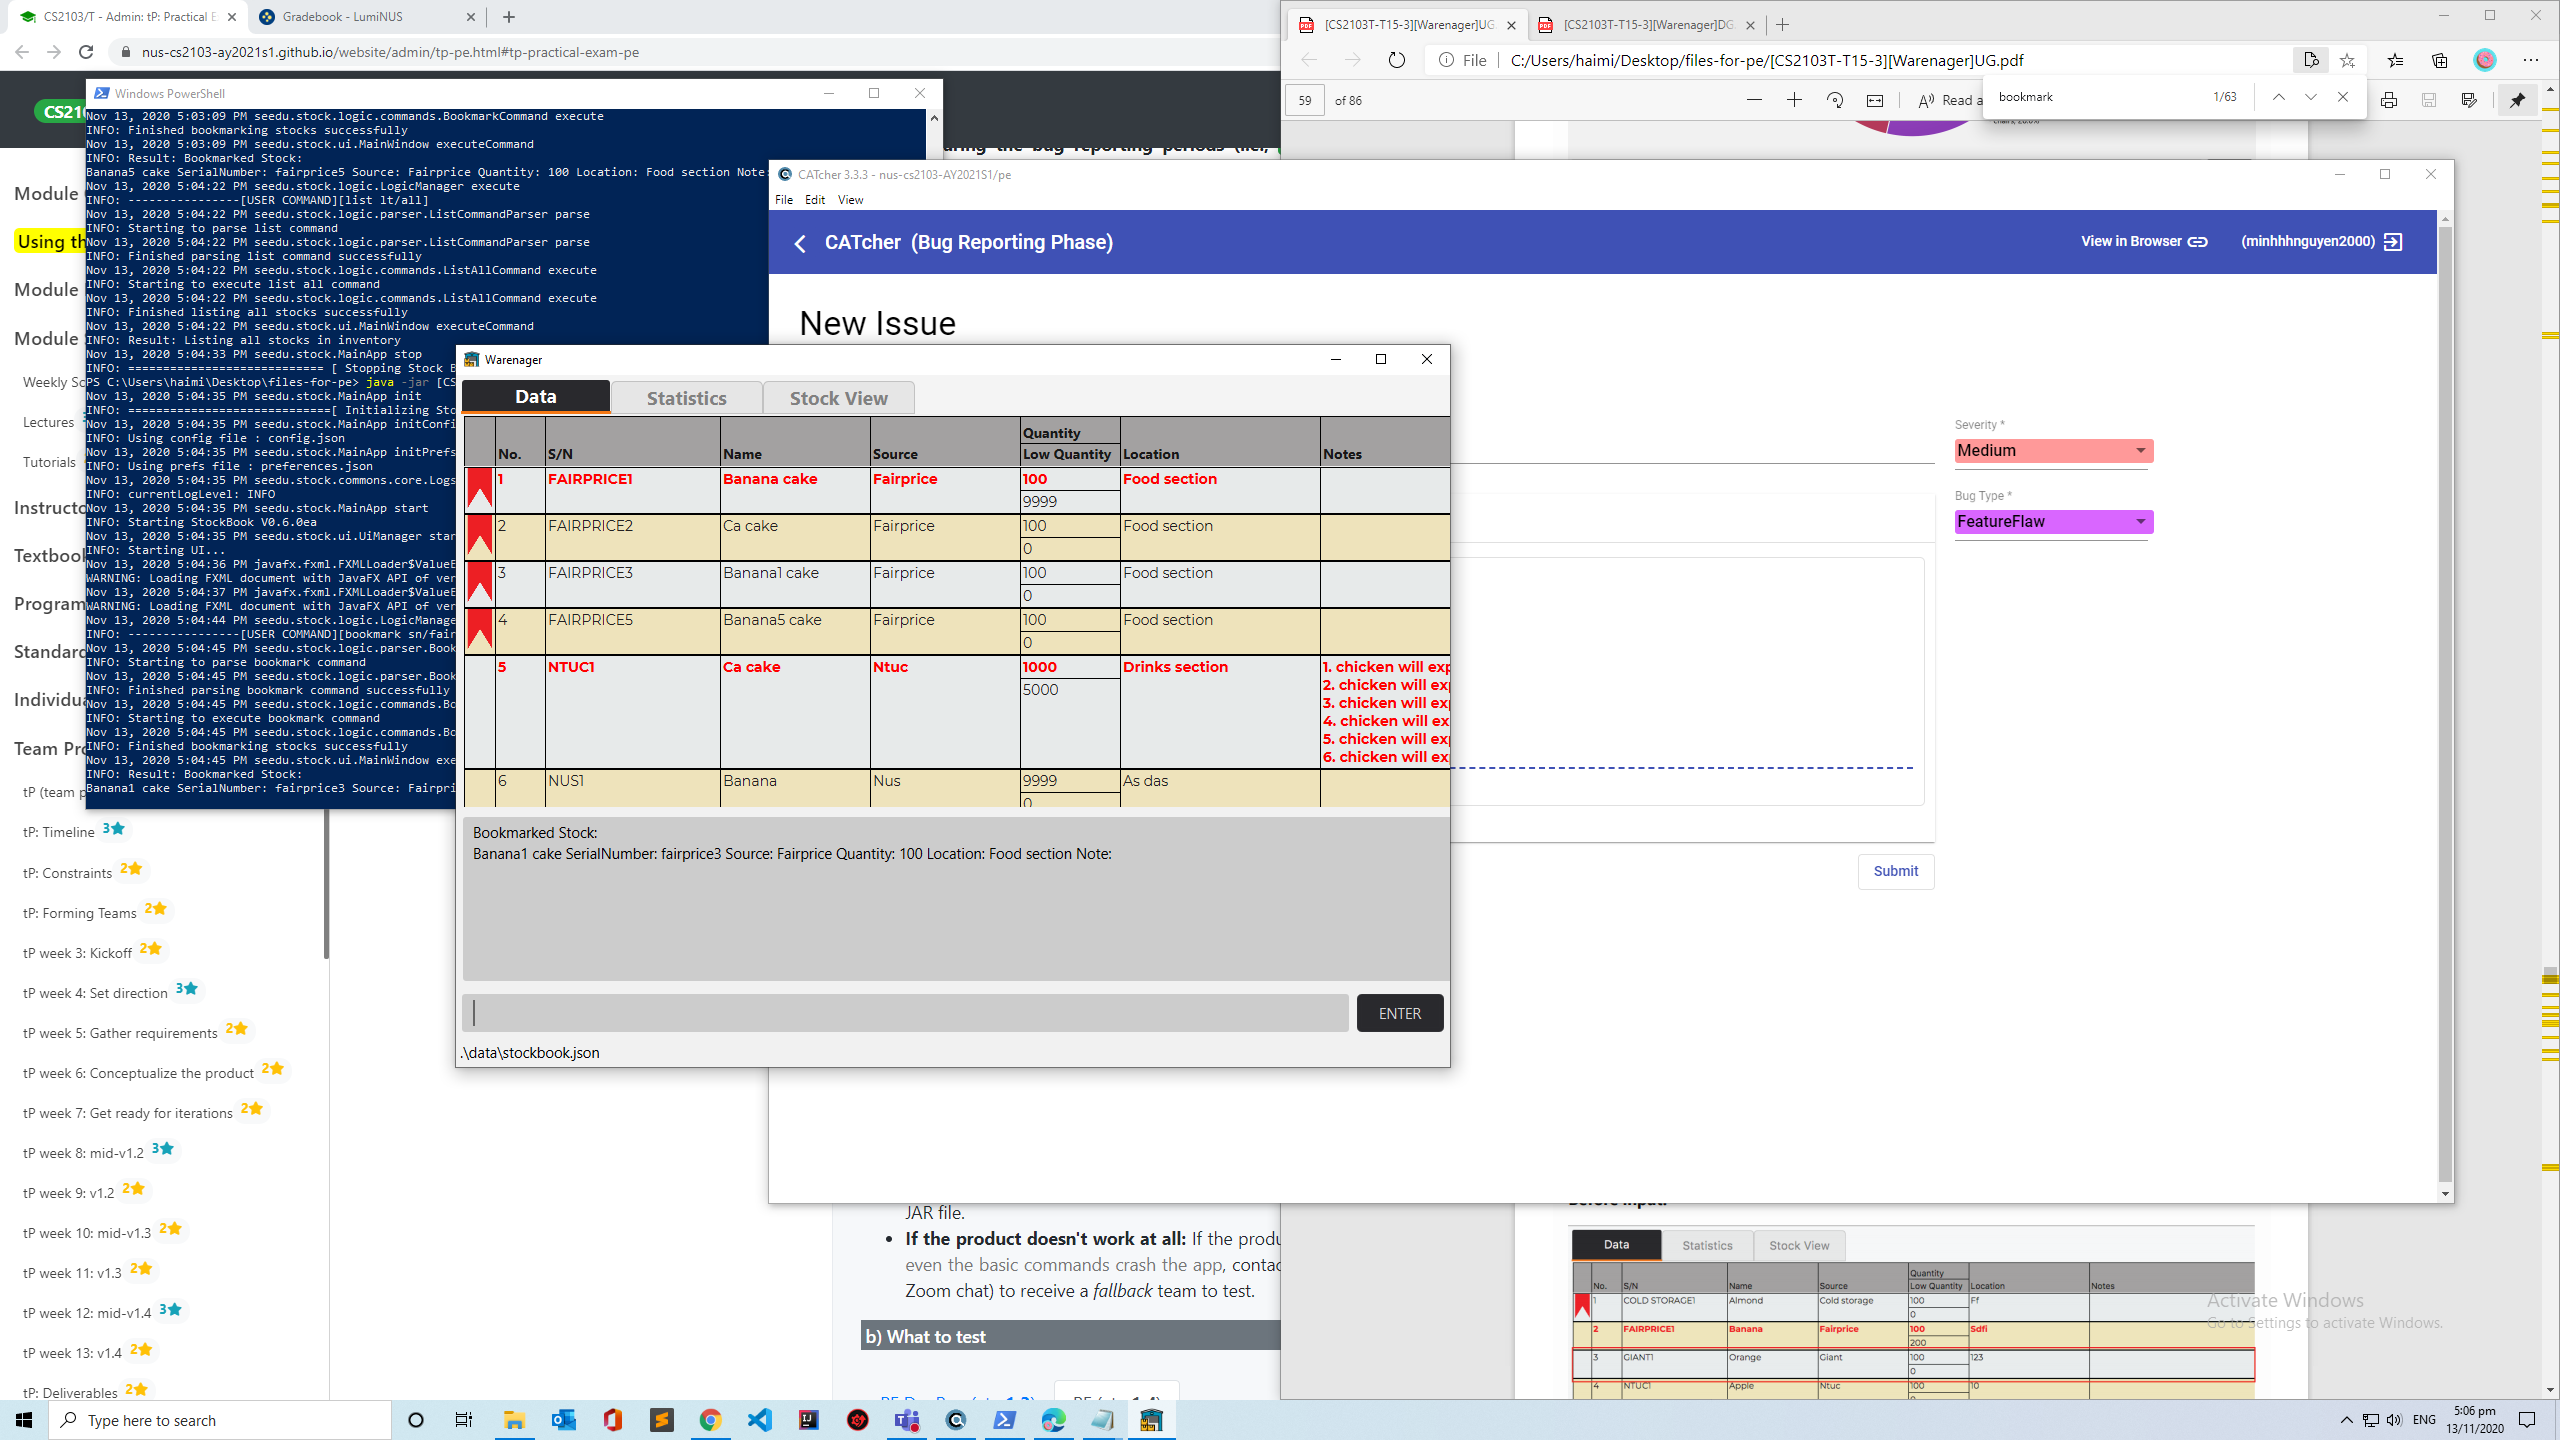 CS2103/T - Admin: tP: Practical E
Gradebook - LumiNUS
nus-cs2103-ay2021s1.github.io/website/admin/tp-pe.html#tp-practical-exam-pe
[CS2103T-T15-3][Warenager]UG
[CS2103T-T15-3][Warenager]DG
File
C:/Users/haimi/Desktop/files-for-pe/[CS2103T-T15-3][Warenager]UG.pdf
59 of 86
Read a
bookmark
1/63
Windows PowerShell
Nov 13, 2020 5:03:09 PM seedu.stock.logic.commands.BookmarkCommand execute
INFO: Finished bookmarking stocks successfully
Nov 13, 2020 5:03:09 PM seedu.stock.ui.MainWindow executeCommand
INFO: Result: Bookmarked Stock:
Banana5 cake SerialNumber: fairprice5 Source: Fairprice Quantity: 100 Location: Food section Note:
Nov 13, 2020 5:04:22 PM seedu.stock.logic.LogicManager execute
INFO: ----------------[USER COMMAND][list lt/all]
Nov 13, 2020 5:04:22 PM seedu.stock.logic.parser.ListCommandParser parse
INFO: Starting to parse list command
Nov 13, 2020 5:04:22 PM seedu.stock.logic.parser.ListCommandParser parse
INFO: Finished parsing list command successfully
Nov 13, 2020 5:04:22 PM seedu.stock.logic.commands.ListAllCommand execute
INFO: Starting to execute list all command
Nov 13, 2020 5:04:22 PM seedu.stock.logic.commands.ListAllCommand execute
INFO: Finished listing all stocks successfully
Nov 13, 2020 5:04:22 PM seedu.stock.ui.MainWindow executeCommand
INFO: Result: Listing all stocks in inventory
Nov 13, 2020 5:04:33 PM seedu.stock.MainApp stop
INFO: ============================ [ Stopping Stock B
PS C:\Users\haimi\Desktop\files-for-pe> java -jar [CS
Nov 13, 2020 5:04:35 PM seedu.stock.MainApp init
INFO: =============================[ Initializing Sto
Nov 13, 2020 5:04:35 PM seedu.stock.MainApp initConfi
INFO: Using config file : config.json
Nov 13, 2020 5:04:35 PM seedu.stock.MainApp initPrefs
INFO: Using prefs file : preferences.json
Nov 13, 2020 5:04:35 PM seedu.stock.commons.core.Logs
INFO: currentLogLevel: INFO
Nov 13, 2020 5:04:35 PM seedu.stock.MainApp start
INFO: Starting StockBook V0.6.0ea
Nov 13, 2020 5:04:35 PM seedu.stock.ui.UiManager star
INFO: Starting UI...
Nov 13, 2020 5:04:36 PM javafx.fxml.FXMLLoader$ValueE
WARNING: Loading FXML document with JavaFX API of ver
Nov 13, 2020 5:04:37 PM javafx.fxml.FXMLLoader$ValueE
WARNING: Loading FXML document with JavaFX API of ver
Nov 13, 2020 5:04:44 PM seedu.stock.logic.LogicManage
INFO: ----------------[USER COMMAND][bookmark sn/fair
Nov 13, 2020 5:04:45 PM seedu.stock.logic.parser.Book
INFO: Starting to parse bookmark command
Nov 13, 2020 5:04:45 PM seedu.stock.logic.parser.Book
INFO: Finished parsing bookmark command successfully
Nov 13, 2020 5:04:45 PM seedu.stock.logic.commands.Bo
INFO: Starting to execute bookmark command
Nov 13, 2020 5:04:45 PM seedu.stock.logic.commands.Bo
INFO: Finished bookmarking stocks successfully
Nov 13, 2020 5:04:45 PM seedu.stock.ui.MainWindow exe
INFO: Result: Bookmarked Stock:
Banana1 cake SerialNumber: fairprice3 Source: Fairpri
CS210
Module
Using th
Module
Module
Weekly Sc
Lectures
Tutorials
Instructo
Textbook
Program
Standard
Individua
Team Pro
tP (team p
tP: Timeline 3
tP: Constraints 2
tP: Forming Teams 2
tP week 3: Kickoff 2
tP week 4: Set direction 3
tP week 5: Gather requirements 2
tP week 6: Conceptualize the product 2
tP week 7: Get ready for iterations 2
tP week 8: mid-v1.2 3
tP week 9: v1.2 2
tP week 10: mid-v1.3 2
tP week 11: v1.3 2
tP week 12: mid-v1.4 3
tP week 13: v1.4 2
tP: Deliverables 2
CATcher 3.3.3 - nus-cs2103-AY2021S1/pe
File Edit View
CATcher (Bug Reporting Phase)
View in Browser
(minhhhnguyen2000)
New Issue
Severity *
Medium
Bug Type *
FeatureFlaw
Submit
Warenager
Data Statistics Stock View
No. S/N Name Source Quantity Low Quantity Location Notes
1 FAIRPRICE1 Banana cake Fairprice 100 Food section
9999
2 FAIRPRICE2 Ca cake Fairprice 100 Food section
0
3 FAIRPRICE3 Banana1 cake Fairprice 100 Food section
0
4 FAIRPRICE5 Banana5 cake Fairprice 100 Food section
0
5 NTUC1 Ca cake Ntuc 1000 Drinks section 1. chicken will exp
5000
2. chicken will ex
3. chicken will ex
4. chicken will ex
5. chicken will ex
6. chicken will ex
6 NUS1 Banana Nus 9999 As das
0
Bookmarked Stock:
Banana1 cake SerialNumber: fairprice3 Source: Fairprice Quantity: 100 Location: Food section Note:
ENTER
.\data\stockbook.json
JAR file.
If the product doesn't work at all: If the produ
even the basic commands crash the app, contac
Zoom chat) to receive a fallback team to test.
b) What to test
Data Statistics Stock View
No. S/N Name Source Quantity Low Quantity Location Notes
1 COLD STORAGE1 Almond Cold storage 100 Ff
0
2 FAIRPRICE1 Banana Fairprice 100 Sdfi
200
3 GIANT1 Orange Giant 100 123
0
4 NTUC1 Apple Ntuc 100 10
Activate Windows
Go to Settings to activate Windows.
Type here to search
ENG
5:06 pm
13/11/2020